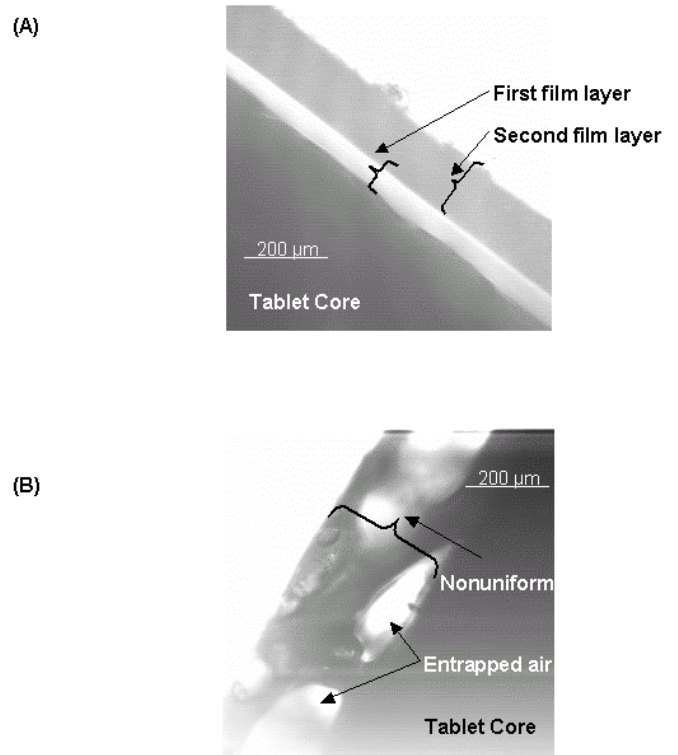 (A)
First film layer
Second film layer
200 µm
Tablet Core
(B)
200 µm
Nonuniform
Entrapped air
Tablet Core